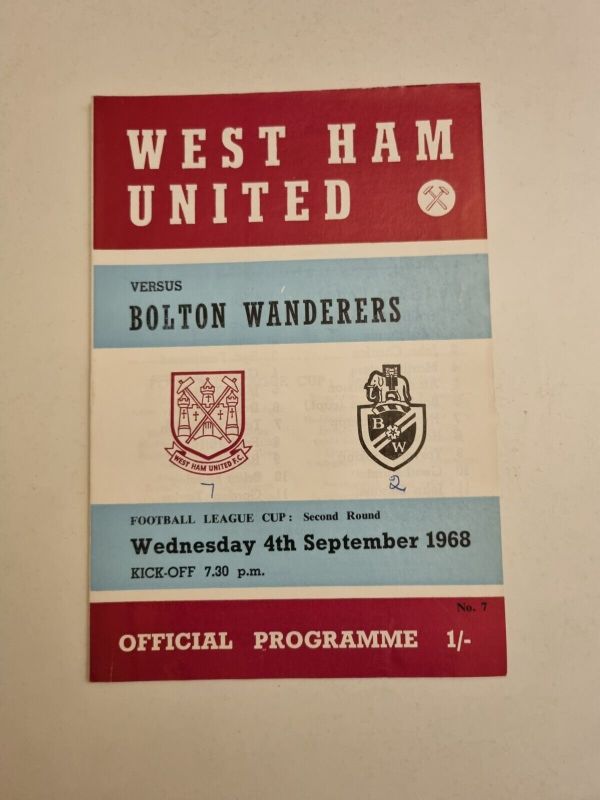 WEST HAM
UNITED
VERSUS
BOLTON WANDERERS
WEST HAM UNITED F.C.
B W
7 2
FOOTBALL LEAGUE CUP: Second Round
Wednesday 4th September 1968
KICK-OFF 7.30 p.m.
No. 7
OFFICIAL PROGRAMME 1/-